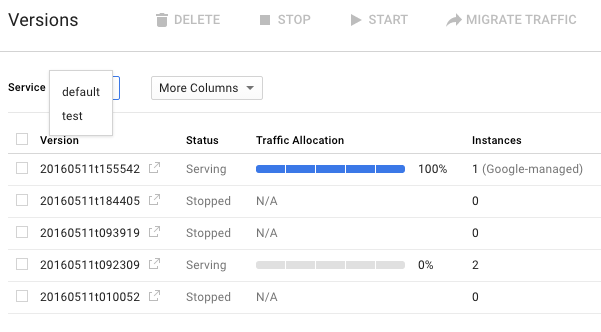 Versions DELETE STOP START MIGRATE TRAFFIC
Service More Columns
default
test
Version Status Traffic Allocation Instances
20160511t155542 Serving 100% 1 (Google-managed)
20160511t184405 Stopped N/A 0
20160511t093919 Stopped N/A 0
20160511t092309 Serving 0% 2
20160511t010052 Stopped N/A 0